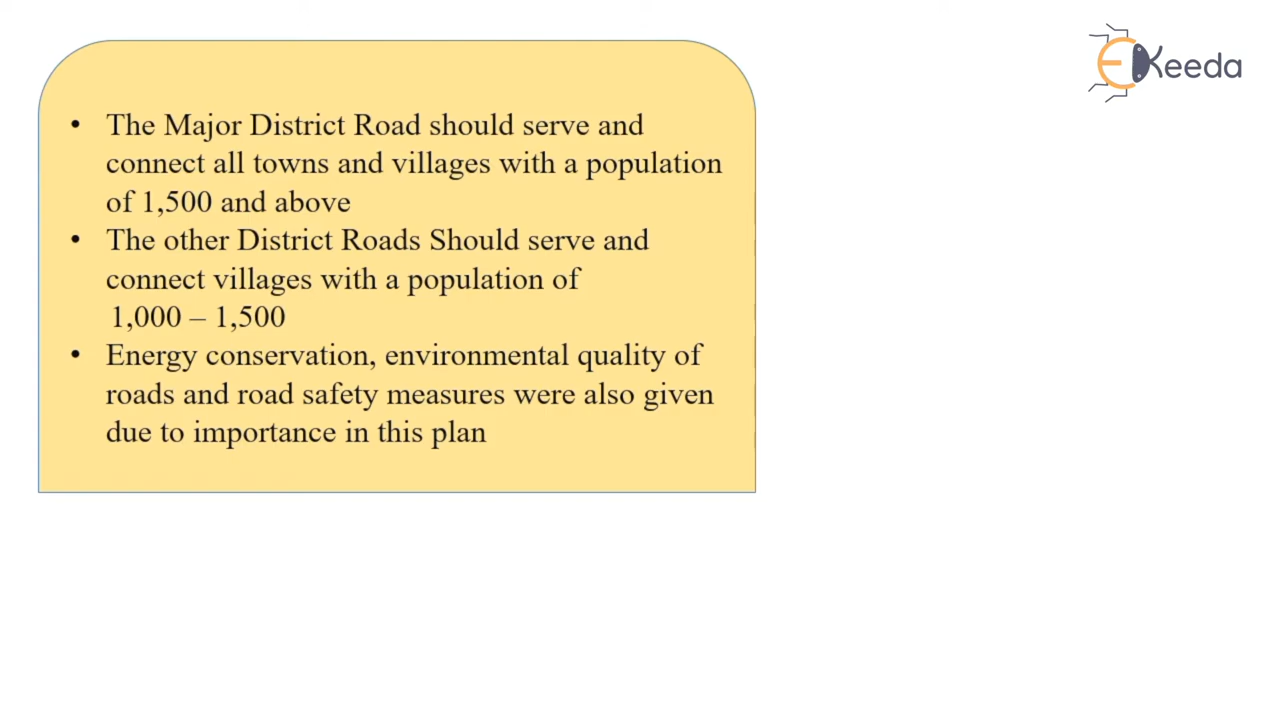 EKeeda
• The Major District Road should serve and
connect all towns and villages with a population
of 1,500 and above
• The other District Roads Should serve and
connect villages with a population of
1,000 – 1,500
• Energy conservation, environmental quality of
roads and road safety measures were also given
due to importance in this plan